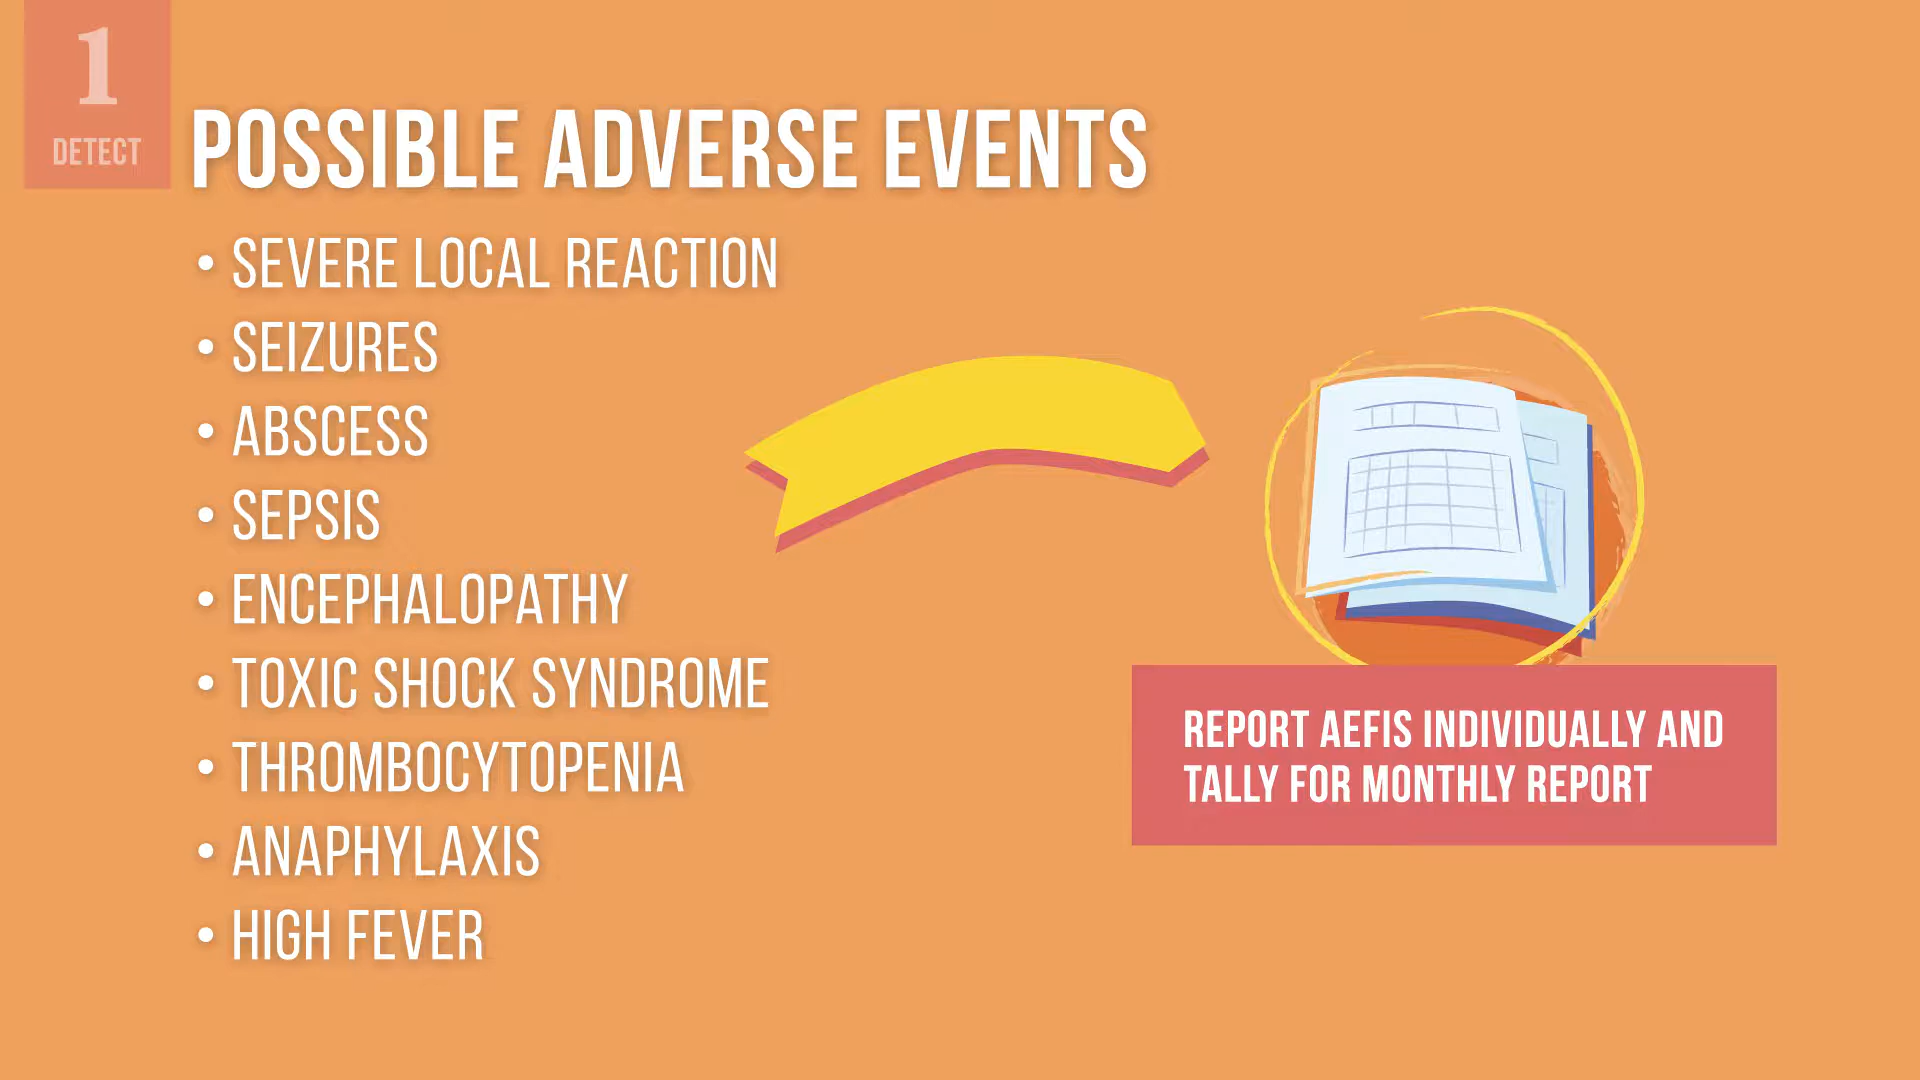 1
DETECT
POSSIBLE ADVERSE EVENTS
• SEVERE LOCAL REACTION
• SEIZURES
• ABSCESS
• SEPSIS
• ENCEPHALOPATHY
• TOXIC SHOCK SYNDROME
• THROMBOCYTOPENIA
• ANAPHYLAXIS
• HIGH FEVER
REPORT AEFIS INDIVIDUALLY AND
TALLY FOR MONTHLY REPORT